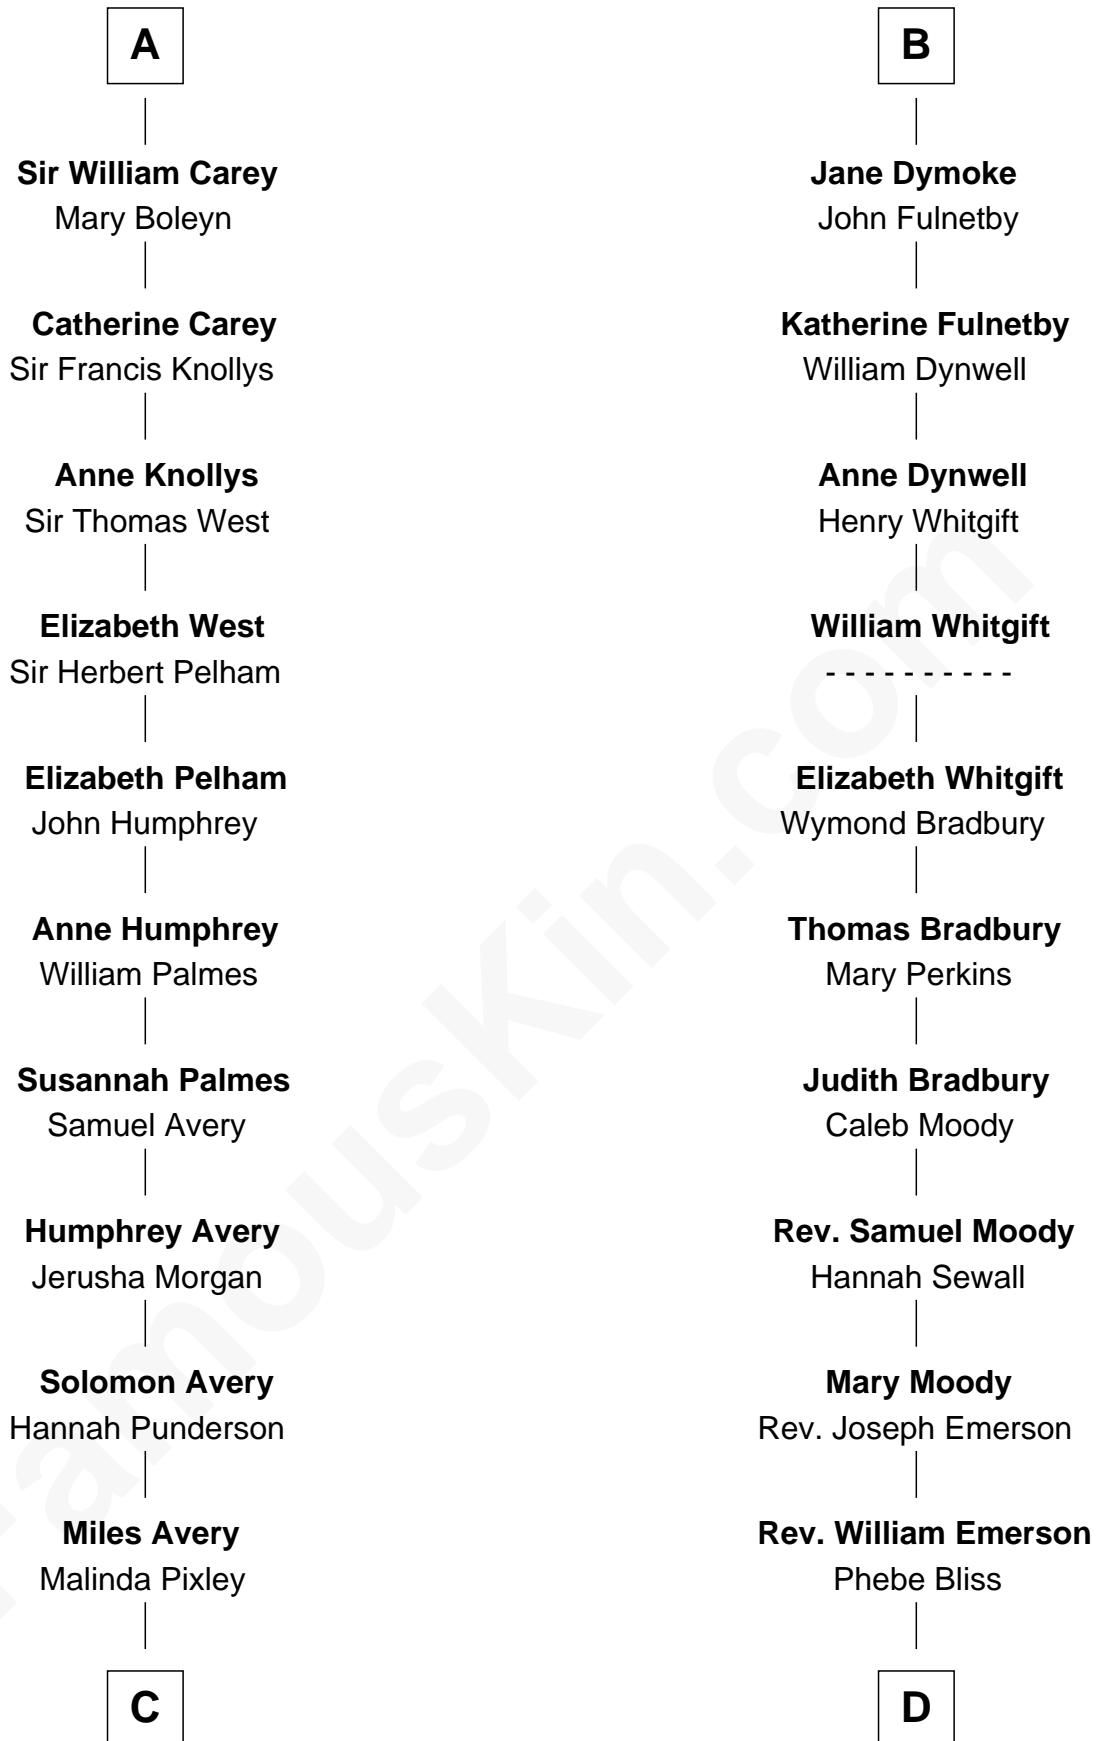 A
Sir William Carey
Mary Boleyn
Catherine Carey
Sir Francis Knollys
Anne Knollys
Sir Thomas West
Elizabeth West
Sir Herbert Pelham
Elizabeth Pelham
John Humphrey
Anne Humphrey
William Palmes
Susannah Palmes
Samuel Avery
Humphrey Avery
Jerusha Morgan
Solomon Avery
Hannah Punderson
Miles Avery
Malinda Pixley
C
B
Jane Dymoke
John Fulnetby
Katherine Fulnetby
William Dynwell
Anne Dynwell
Henry Whitgift
William Whitgift
- - - - - - - - - -
Elizabeth Whitgift
Wymond Bradbury
Thomas Bradbury
Mary Perkins
Judith Bradbury
Caleb Moody
Rev. Samuel Moody
Hannah Sewall
Mary Moody
Rev. Joseph Emerson
Rev. William Emerson
Phebe Bliss
D
FamousKin.com